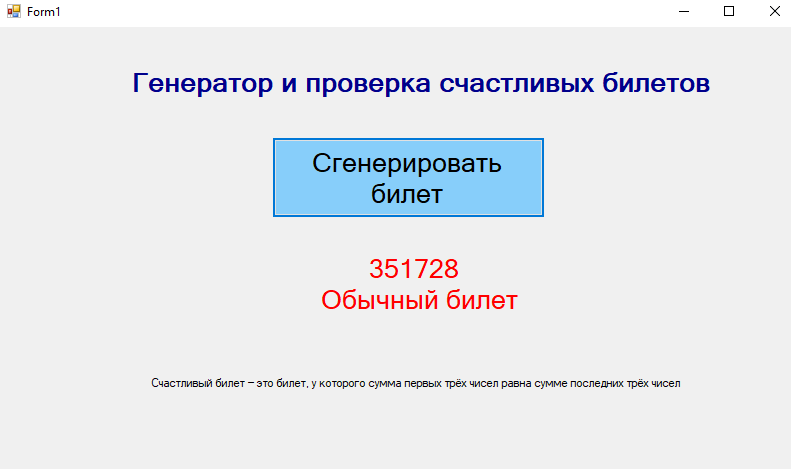 Form1
Генератор и проверка счастливых билетов
Сгенерировать
билет
351728
Обычный билет
Счастливый билет – это билет, у которого сумма первых трёх чисел равна сумме последних трёх чисел